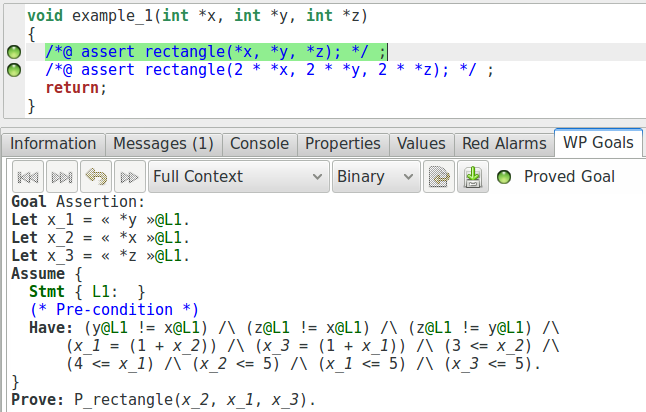 void example_1(int *x, int *y, int *z)
{
/*@ assert rectangle(*x, *y, *z); */ ;
/*@ assert rectangle(2 * *x, 2 * *y, 2 * *z); */ ;
return;
}
Information Messages (1) Console Properties Values Red Alarms WP Goals
Full Context Binary Proved Goal
Goal Assertion:
Let x_1 = « *y »@L1.
Let x_2 = « *x »@L1.
Let x_3 = « *z »@L1.
Assume {
Stmt { L1: }
(* Pre-condition *)
Have: (y@L1 != x@L1) /\ (z@L1 != x@L1) /\ (z@L1 != y@L1) /\
(x_1 = (1 + x_2)) /\ (x_3 = (1 + x_1)) /\ (3 <= x_2) /\
(4 <= x_1) /\ (x_2 <= 5) /\ (x_1 <= 5) /\ (x_3 <= 5).
}
Prove: P_rectangle(x_2, x_1, x_3).